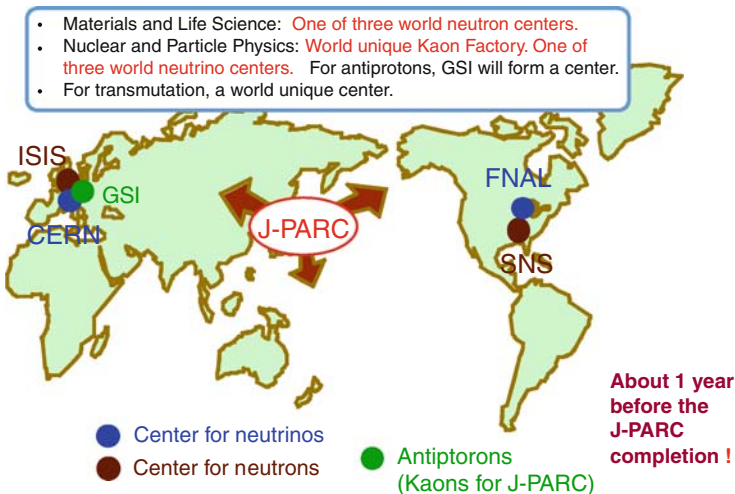 • Materials and Life Science: One of three world neutron centers.
• Nuclear and Particle Physics: World unique Kaon Factory. One of
three world neutrino centers. For antiprotons, GSI will form a center.
• For transmutation, a world unique center.
ISIS
GSI
CERN
J-PARC
FNAL
SNS
About 1 year
before the
J-PARC
completion !
Center for neutrinos
Center for neutrons
Antiptorons
(Kaons for J-PARC)